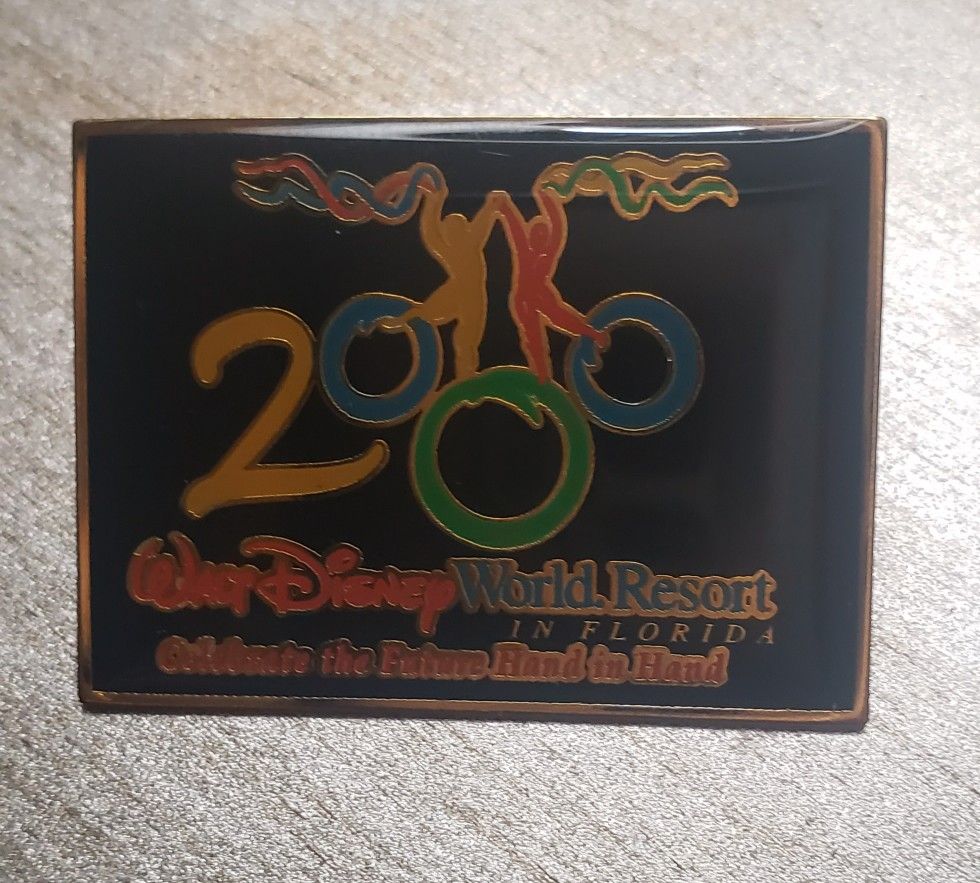 2000
Walt Disney World. Resort
IN FLORIDA
Celebrate the Future Hand in Hand